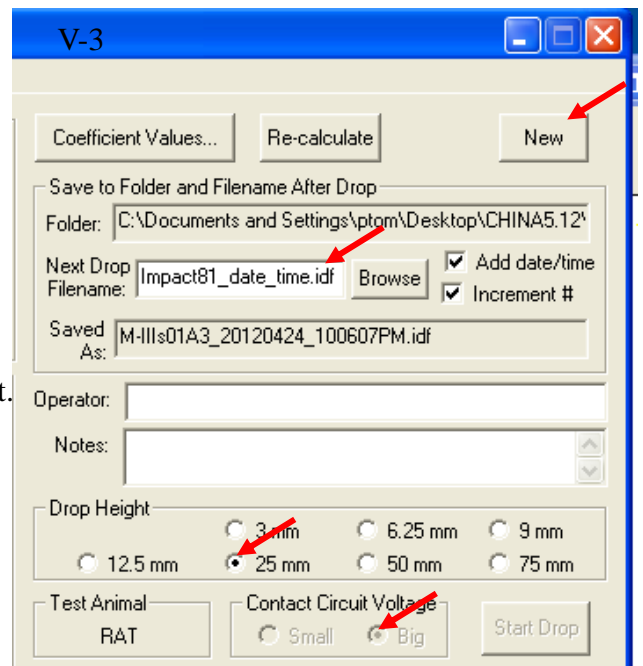 V-3
Coefficient Values... Re-calculate New
Save to Folder and Filename After Drop
Folder: C:\Documents and Settings\ptom\Desktop\CHINA5.12\
Next Drop Filename: Impact81_date_time.idf Browse Add date/time
Increment #
Saved As: M-IIIs01A3_20120424_100607PM.idf
t.
Operator:
Notes:
Drop Height
3 mm 6.25 mm 9 mm
12.5 mm 25 mm 50 mm 75 mm
Test Animal Contact Circuit Voltage
RAT Small Big Start Drop